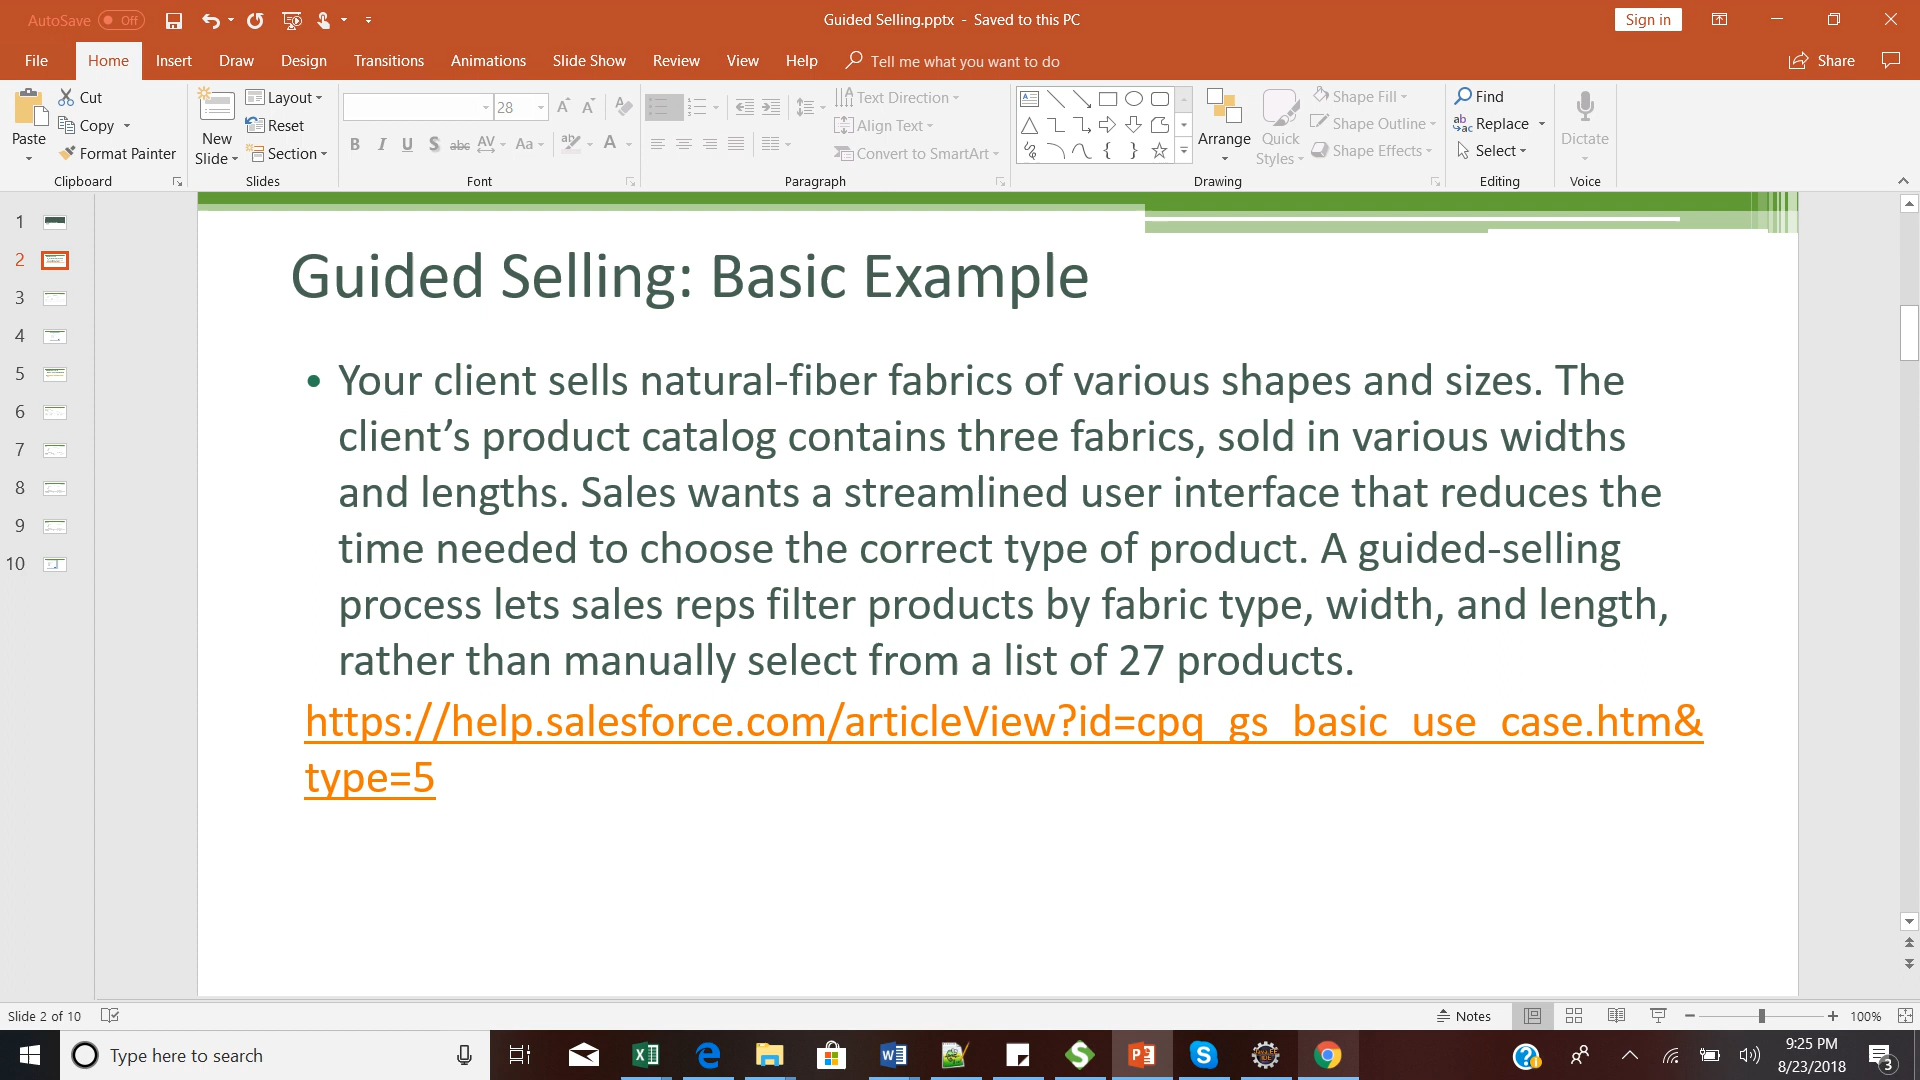 AutoSave Off
Guided Selling.pptx - Saved to this PC
Sign in
File Home Insert Draw Design Transitions Animations Slide Show Review View Help Tell me what you want to do Share
Paste
Cut
Copy
Format Painter
Clipboard
New
Slide
Layout
Reset
Section
Slides
28
B I U S abc AV Aa A
Font
Text Direction
Align Text
Convert to SmartArt
Paragraph
Arrange
Quick
Styles
Shape Fill
Shape Outline
Shape Effects
Drawing
Find
Replace
Select
Editing
Dictate
Voice
1
2
3
4
5
6
7
8
9
10
Guided Selling: Basic Example
• Your client sells natural-fiber fabrics of various shapes and sizes. The
client’s product catalog contains three fabrics, sold in various widths
and lengths. Sales wants a streamlined user interface that reduces the
time needed to choose the correct type of product. A guided-selling
process lets sales reps filter products by fabric type, width, and length,
rather than manually select from a list of 27 products.
https://help.salesforce.com/articleView?id=cpq_gs_basic_use_case.htm&
type=5
Slide 2 of 10
Notes
100%
Type here to search
9:25 PM
8/23/2018
3